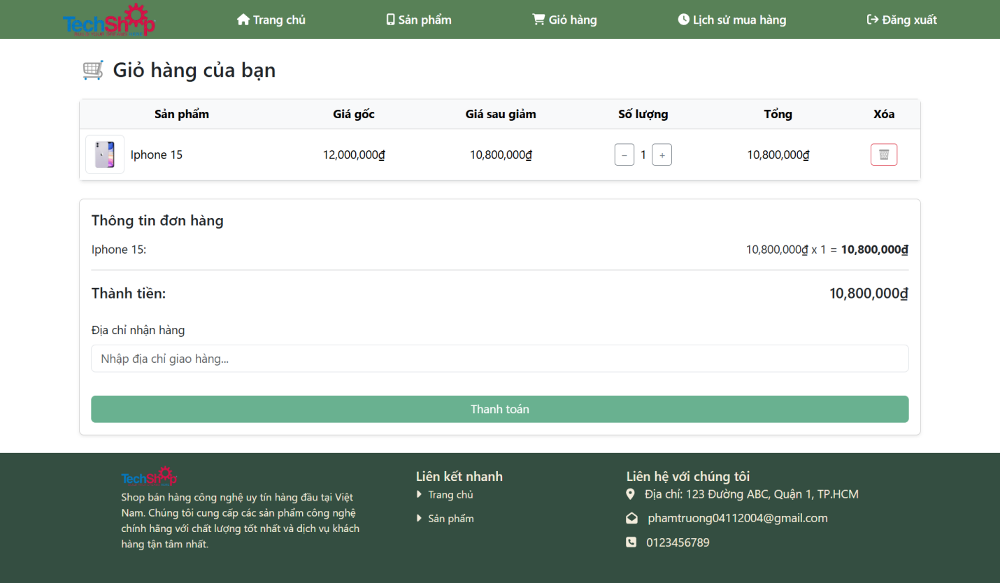 TechShop
Trang chủ
Sản phẩm
Giỏ hàng
Lịch sử mua hàng
Đăng xuất
Giỏ hàng của bạn
Sản phẩm Giá gốc Giá sau giảm Số lượng Tổng Xóa
Iphone 15 12,000,000₫ 10,800,000₫ − 1 + 10,800,000₫
Thông tin đơn hàng
Iphone 15: 10,800,000₫ x 1 = 10,800,000₫
Thành tiền: 10,800,000₫
Địa chỉ nhận hàng
Nhập địa chỉ giao hàng...
Thanh toán
TechShop
Shop bán hàng công nghệ uy tín hàng đầu tại Việt
Nam. Chúng tôi cung cấp các sản phẩm công nghệ
chính hãng với chất lượng tốt nhất và dịch vụ khách
hàng tận tâm nhất.
Liên kết nhanh
Trang chủ
Sản phẩm
Liên hệ với chúng tôi
Địa chỉ: 123 Đường ABC, Quận 1, TP.HCM
phamtruong04112004@gmail.com
0123456789